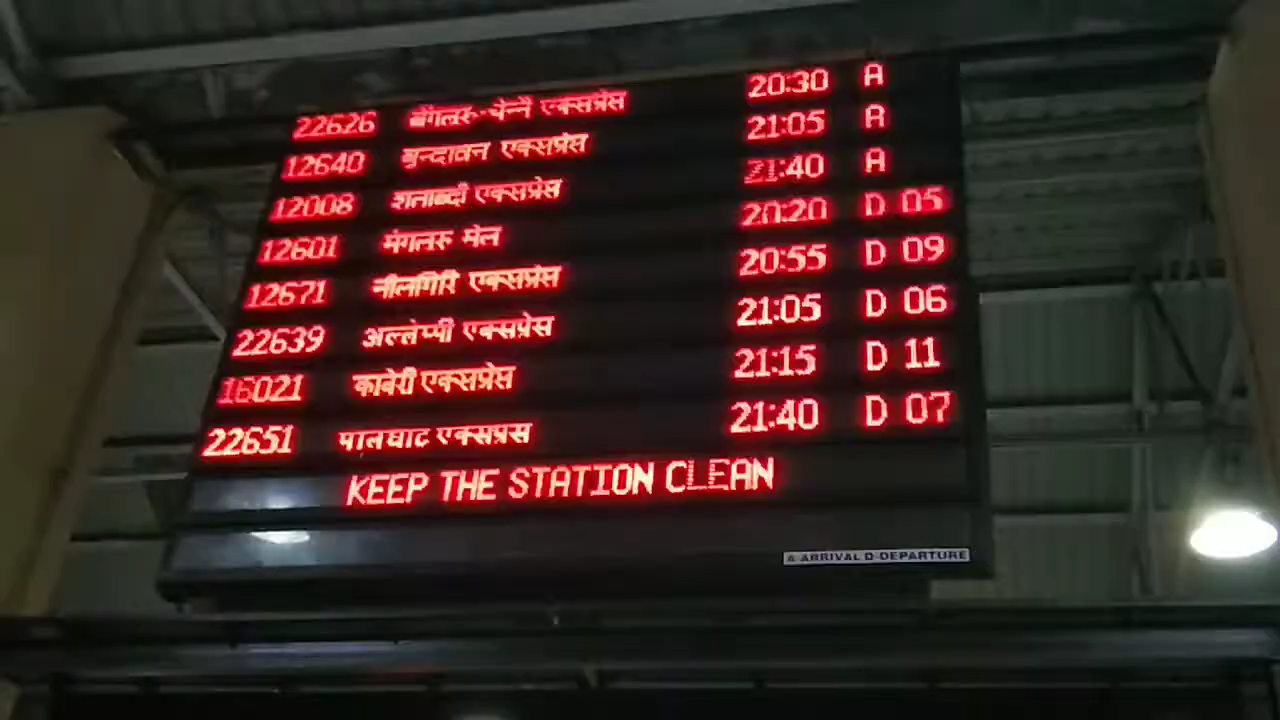 22626 बेंगलरु-चेन्नै एक्सप्रेस 20:30 A
12640 बृन्दावन एक्सप्रेस 21:05 A
12008 शताब्दी एक्सप्रेस 21:40 A
12601 मंगलरु मेल 20:20 D 05
12671 नीलगिरि एक्सप्रेस 20:55 D 09
22639 अल्लेप्पी एक्सप्रेस 21:05 D 06
16021 कावेरी एक्सप्रेस 21:15 D 11
22651 पालघाट एक्सप्रेस 21:40 D 07
KEEP THE STATION CLEAN
A ARRIVAL D DEPARTURE